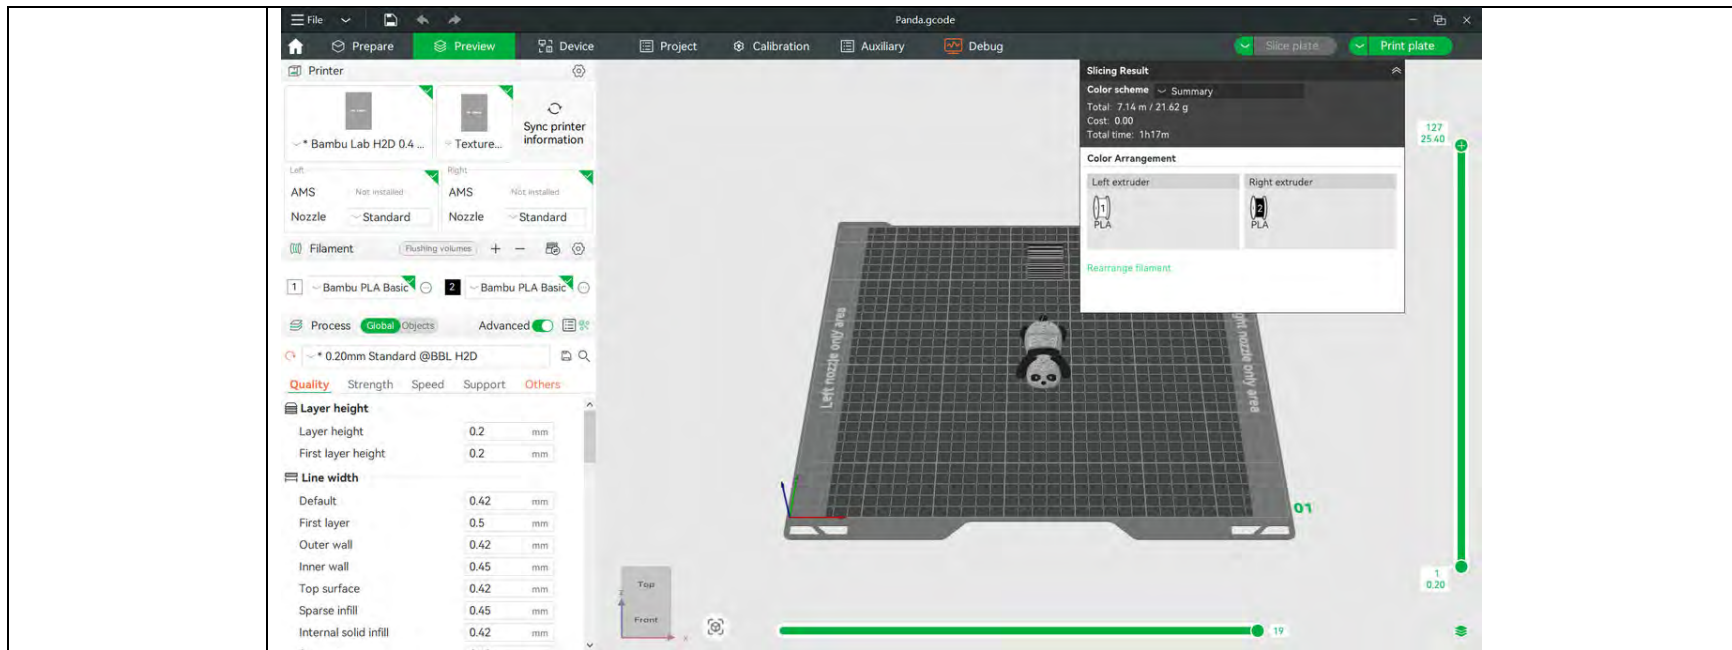 File
Panda.gcode
Prepare
Preview
Device
Project
Calibration
Auxiliary
Debug
Slice plate
Print plate
Printer
* Bambu Lab H2D 0.4 ...
Texture...
Sync printer
information
Left
Right
AMS Not installed
AMS Not installed
Nozzle Standard
Nozzle Standard
Filament
Flushing volumes
1 Bambu PLA Basic
2 Bambu PLA Basic
Process Global Objects Advanced
* 0.20mm Standard @BBL H2D
Quality Strength Speed Support Others
Layer height
Layer height 0.2 mm
First layer height 0.2 mm
Line width
Default 0.42 mm
First layer 0.5 mm
Outer wall 0.42 mm
Inner wall 0.45 mm
Top surface 0.42 mm
Sparse infill 0.45 mm
Internal solid infill 0.42 mm
Slicing Result
Color scheme Summary
Total: 7.14 m / 21.62 g
Cost: 0.00
Total time: 1h17m
Color Arrangement
Left extruder
Right extruder
1
PLA
2
PLA
Rearrange filament
127
25.40
Left nozzle only area
ght nozzle only area
01
Top
Front
z
x
19
1
0.20